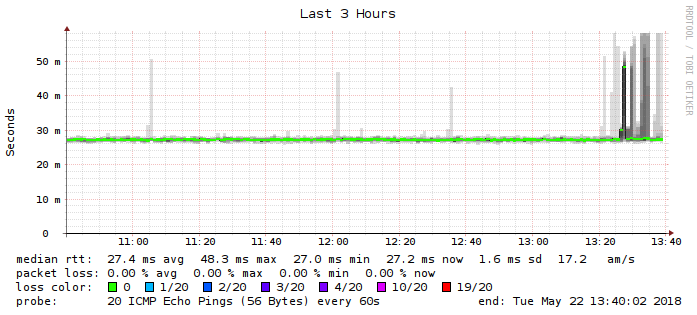 Last 3 Hours
RRDTOOL / TOBI OETIKER
Seconds
50 m
40 m
30 m
20 m
10 m
0
11:00 11:20 11:40 12:00 12:20 12:40 13:00 13:20 13:40
median rtt: 27.4 ms avg 48.3 ms max 27.0 ms min 27.2 ms now 1.6 ms sd 17.2 am/s
packet loss: 0.00 % avg 0.00 % max 0.00 % min 0.00 % now
loss color: 0 1/20 2/20 3/20 4/20 10/20 19/20
probe: 20 ICMP Echo Pings (56 Bytes) every 60s end: Tue May 22 13:40:02 2018